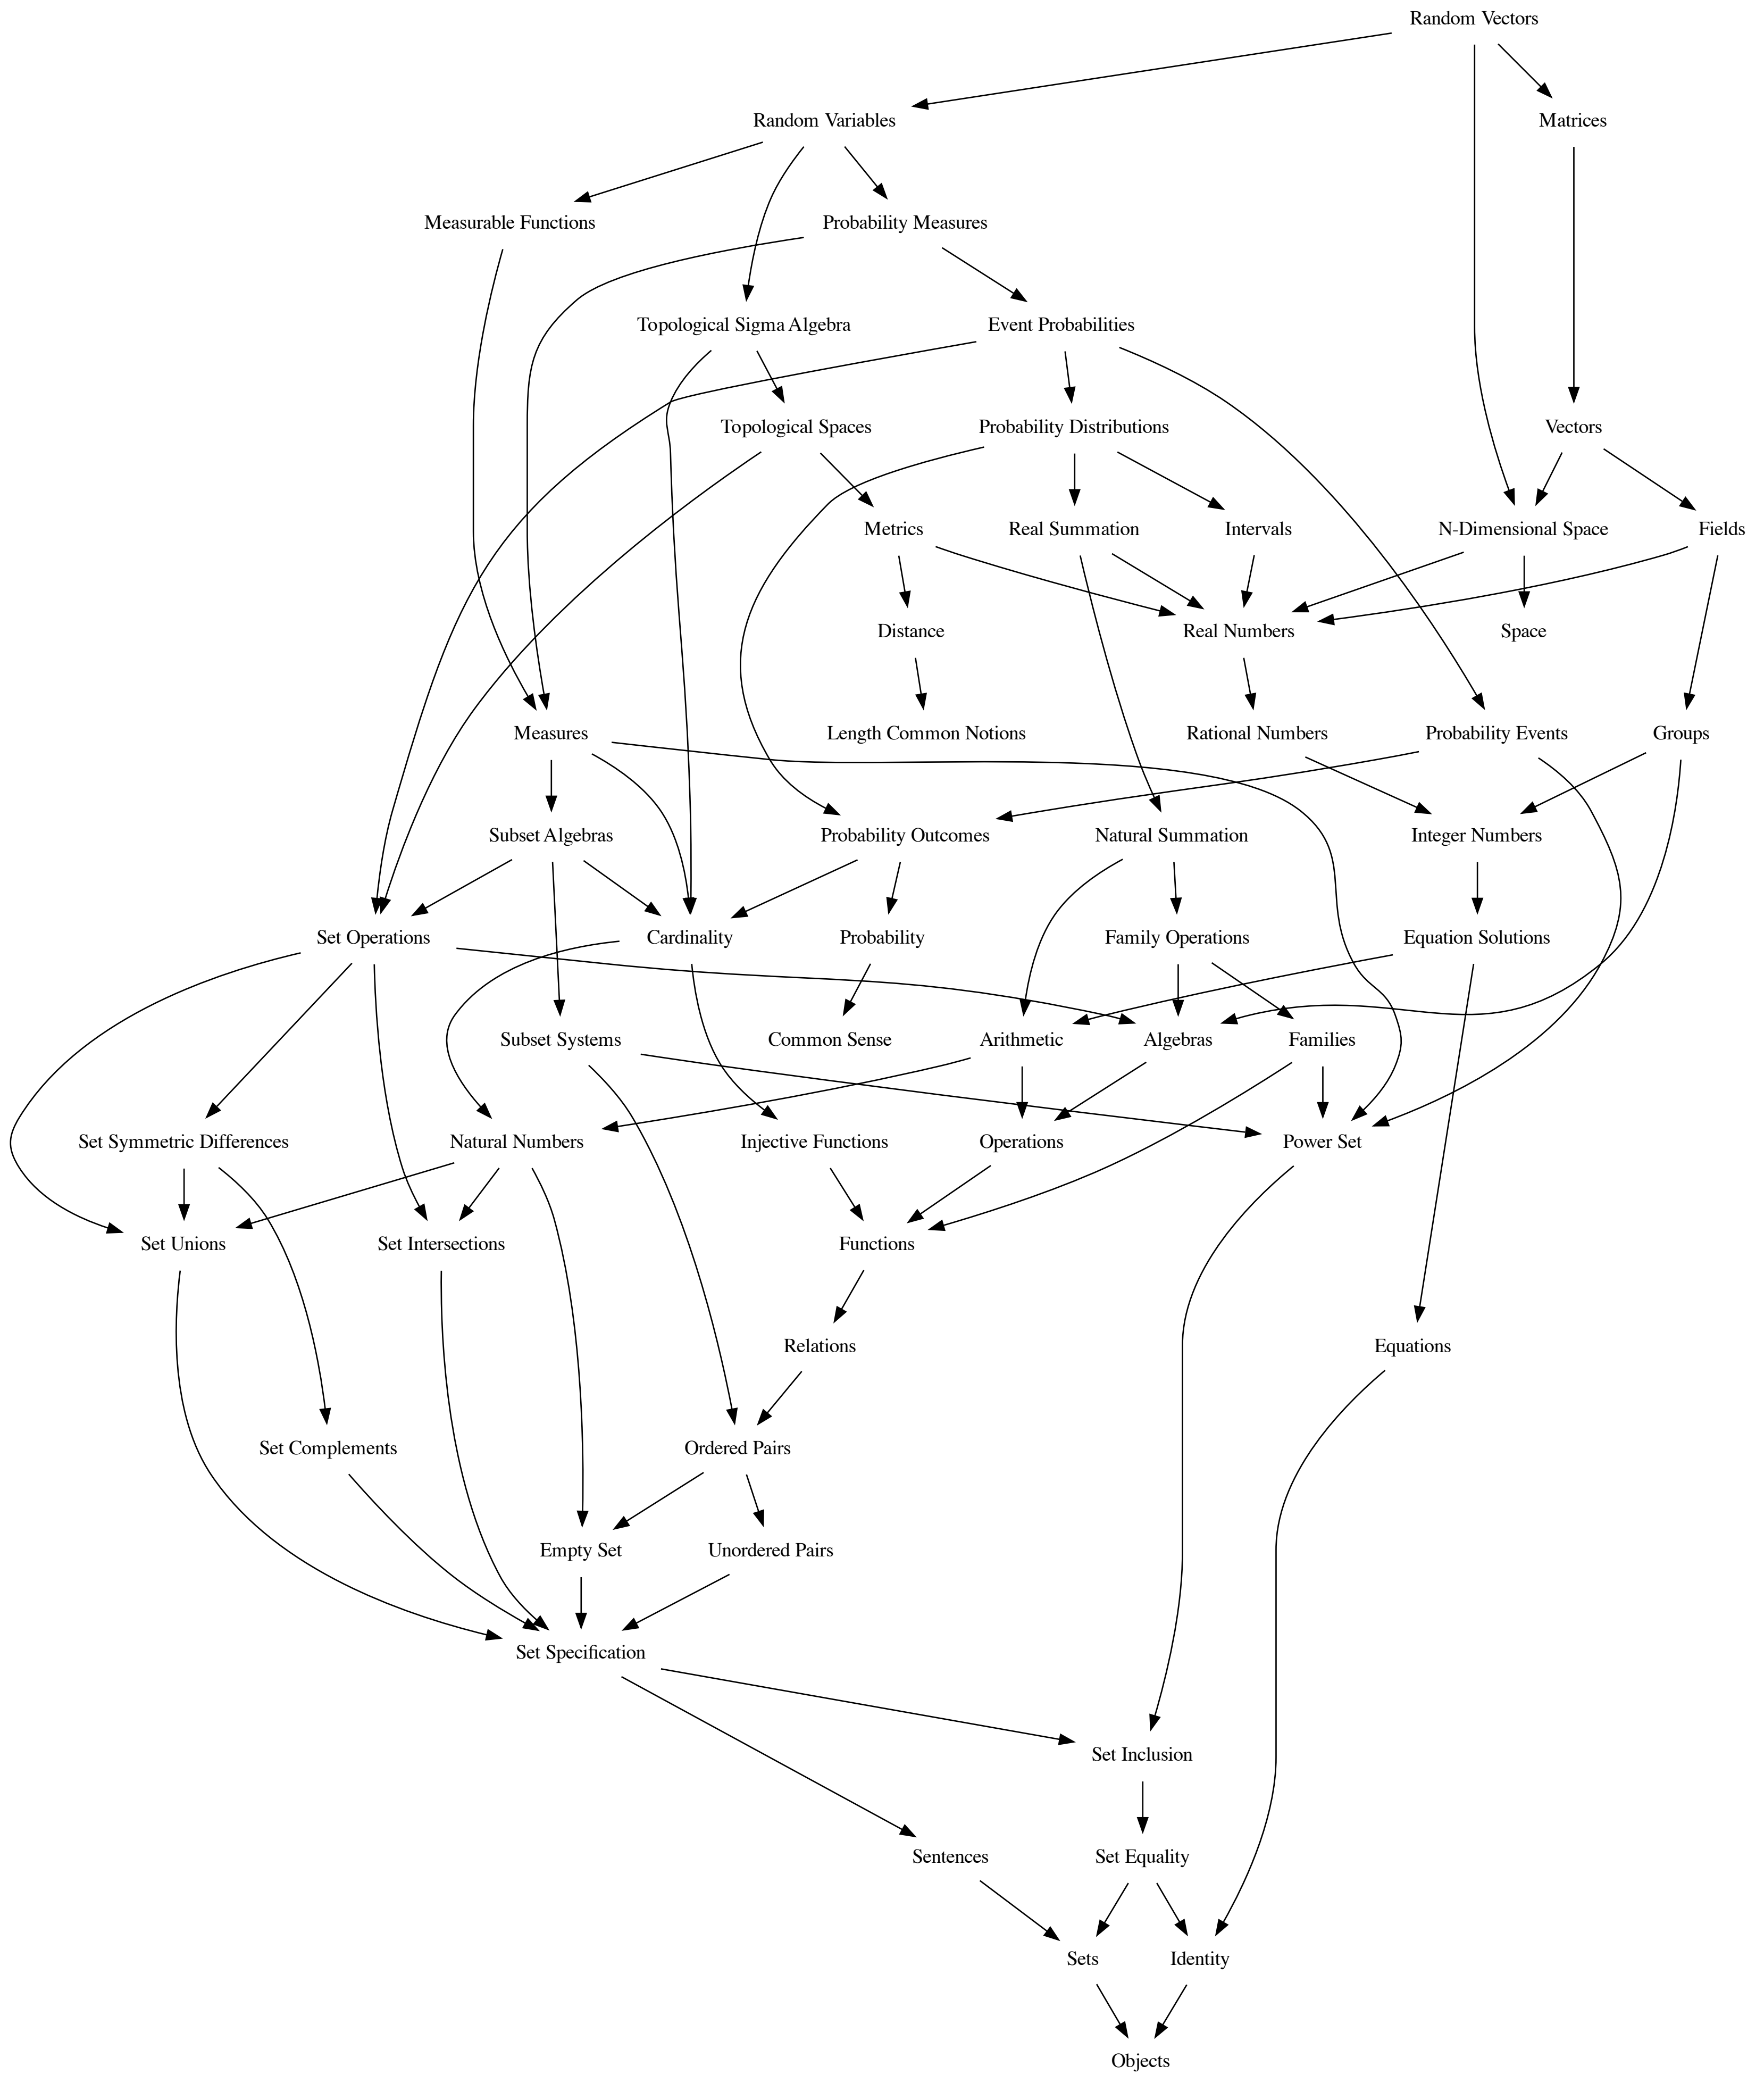 Random Vectors
Random Variables
Matrices
Measurable Functions
Probability Measures
Topological Sigma Algebra
Event Probabilities
Topological Spaces
Probability Distributions
Vectors
Metrics
Real Summation
Intervals
N-Dimensional Space
Fields
Distance
Real Numbers
Space
Measures
Length Common Notions
Rational Numbers
Probability Events
Groups
Subset Algebras
Probability Outcomes
Natural Summation
Integer Numbers
Set Operations
Cardinality
Probability
Family Operations
Equation Solutions
Subset Systems
Common Sense
Arithmetic
Algebras
Families
Set Symmetric Differences
Natural Numbers
Injective Functions
Operations
Power Set
Set Unions
Set Intersections
Functions
Relations
Equations
Set Complements
Ordered Pairs
Empty Set
Unordered Pairs
Set Specification
Set Inclusion
Sentences
Set Equality
Sets
Identity
Objects